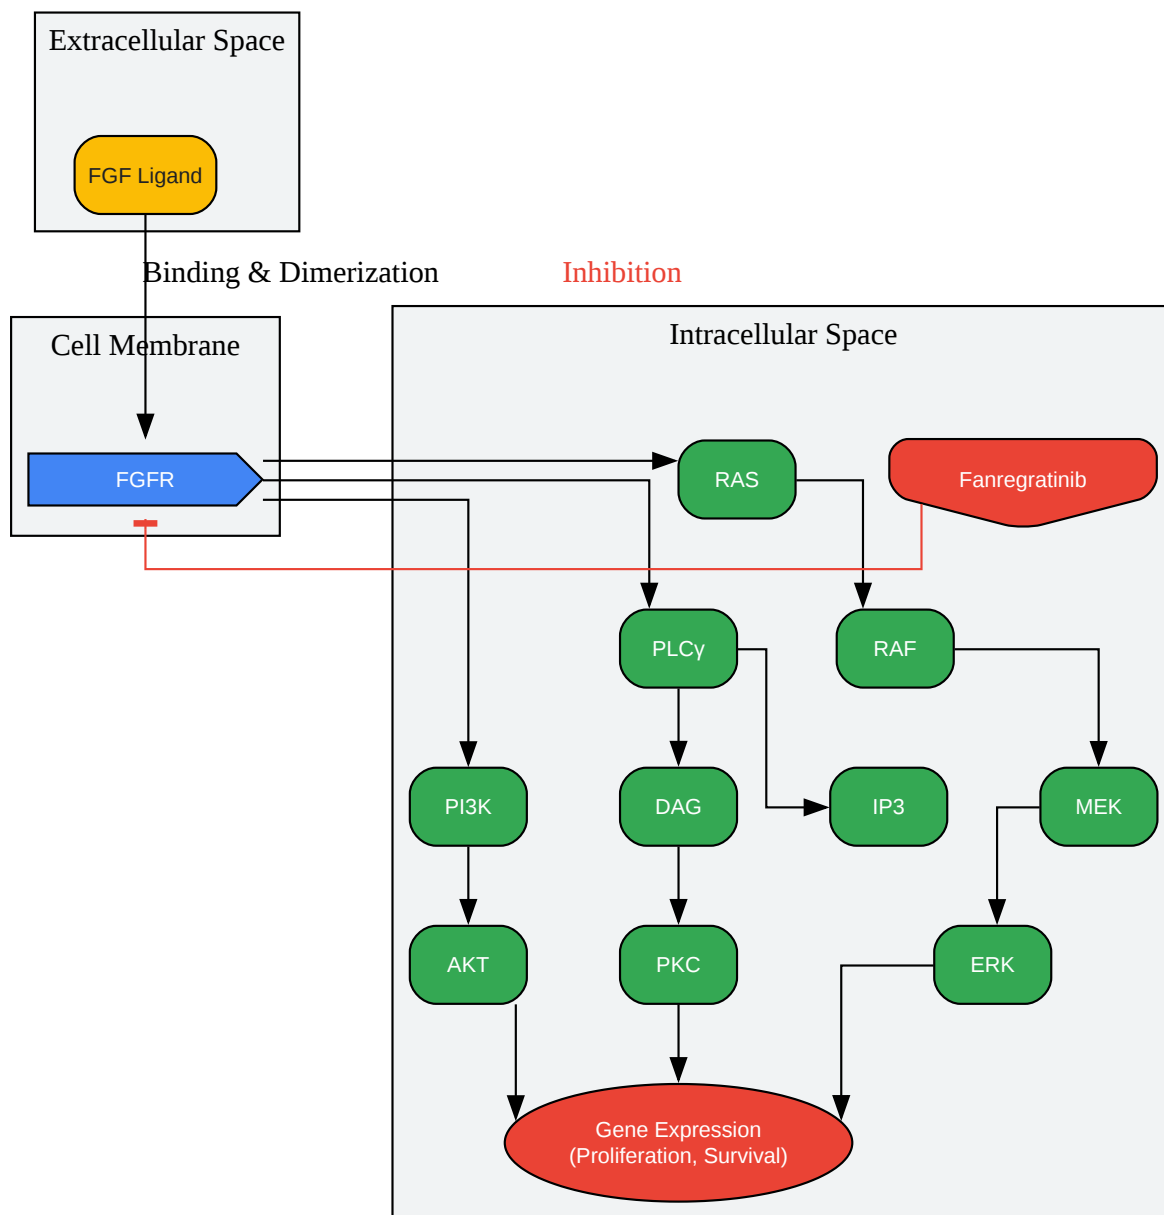 Extracellular Space
FGF Ligand
Binding & Dimerization
Inhibition
Cell Membrane
Intracellular Space
FGFR
RAS
Fanregratinib
PLCγ
RAF
PI3K
DAG
IP3
MEK
AKT
PKC
ERK
Gene Expression
(Proliferation, Survival)